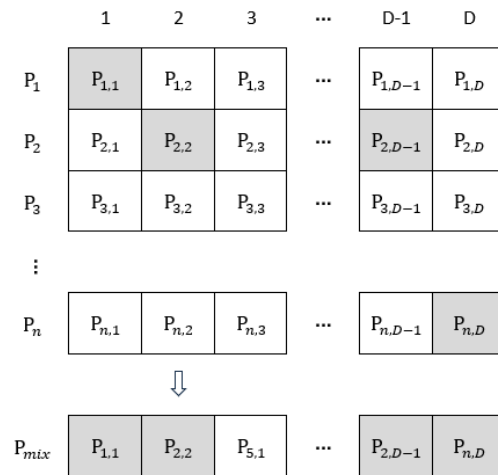 1 2 3 ... D-1 D
P₁ P₁,₁ P₁,₂ P₁,₃ P₁,D−1 P₁,D
P₂ P₂,₁ P₂,₂ P₂,₃ ... P₂,D−1 P₂,D
P₃ P₃,₁ P₃,₂ P₃,₃ ... P₃,D−1 P₃,D
⋮
Pₙ Pₙ,₁ Pₙ,₂ Pₙ,₃ ... Pₙ,D−1 Pₙ,D
⇩
Pmix P₁,₁ P₂,₂ P₅,₁ ... P₂,D−1 Pₙ,D